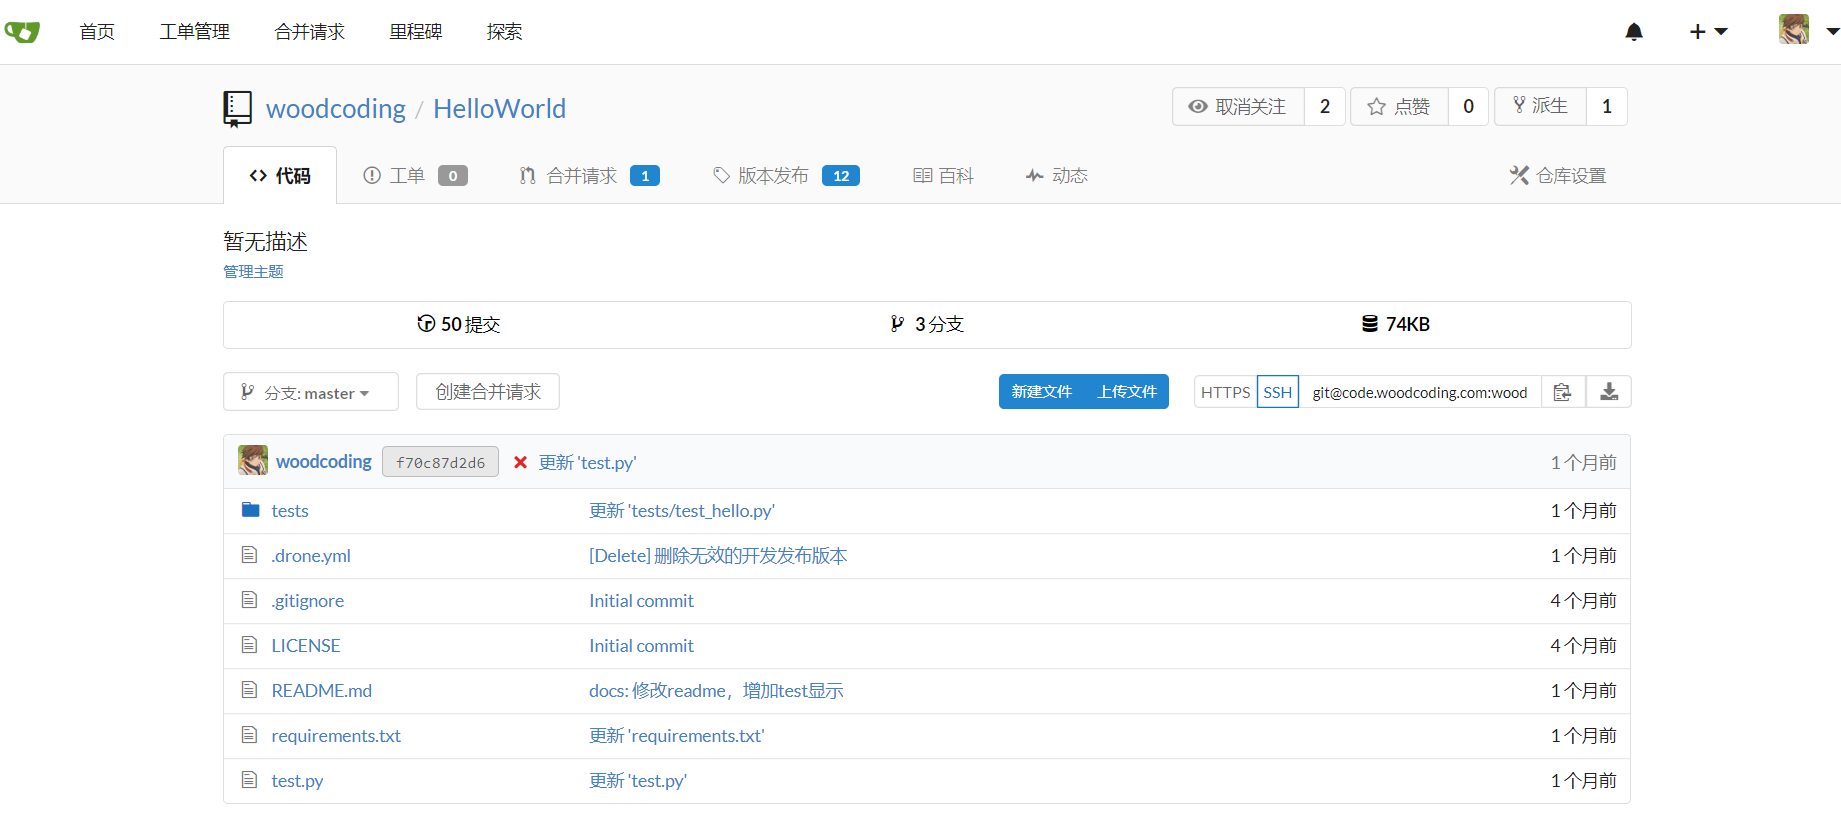 首页 工单管理 合并请求 里程碑 探索
woodcoding / HelloWorld 取消关注 2 点赞 0 派生 1
代码 工单 0 合并请求 1 版本发布 12 百科 动态 仓库设置
暂无描述
管理主题
50 提交 3 分支 74KB
分支: master 创建合并请求 新建文件 上传文件 HTTPS SSH git@code.woodcoding.com:wood
woodcoding f70c87d2d6 更新 'test.py' 1 个月前
tests 更新 'tests/test_hello.py' 1 个月前
.drone.yml [Delete] 删除无效的开发发布版本 1 个月前
.gitignore Initial commit 4 个月前
LICENSE Initial commit 4 个月前
README.md docs: 修改readme，增加test显示 1 个月前
requirements.txt 更新 'requirements.txt' 1 个月前
test.py 更新 'test.py' 1 个月前